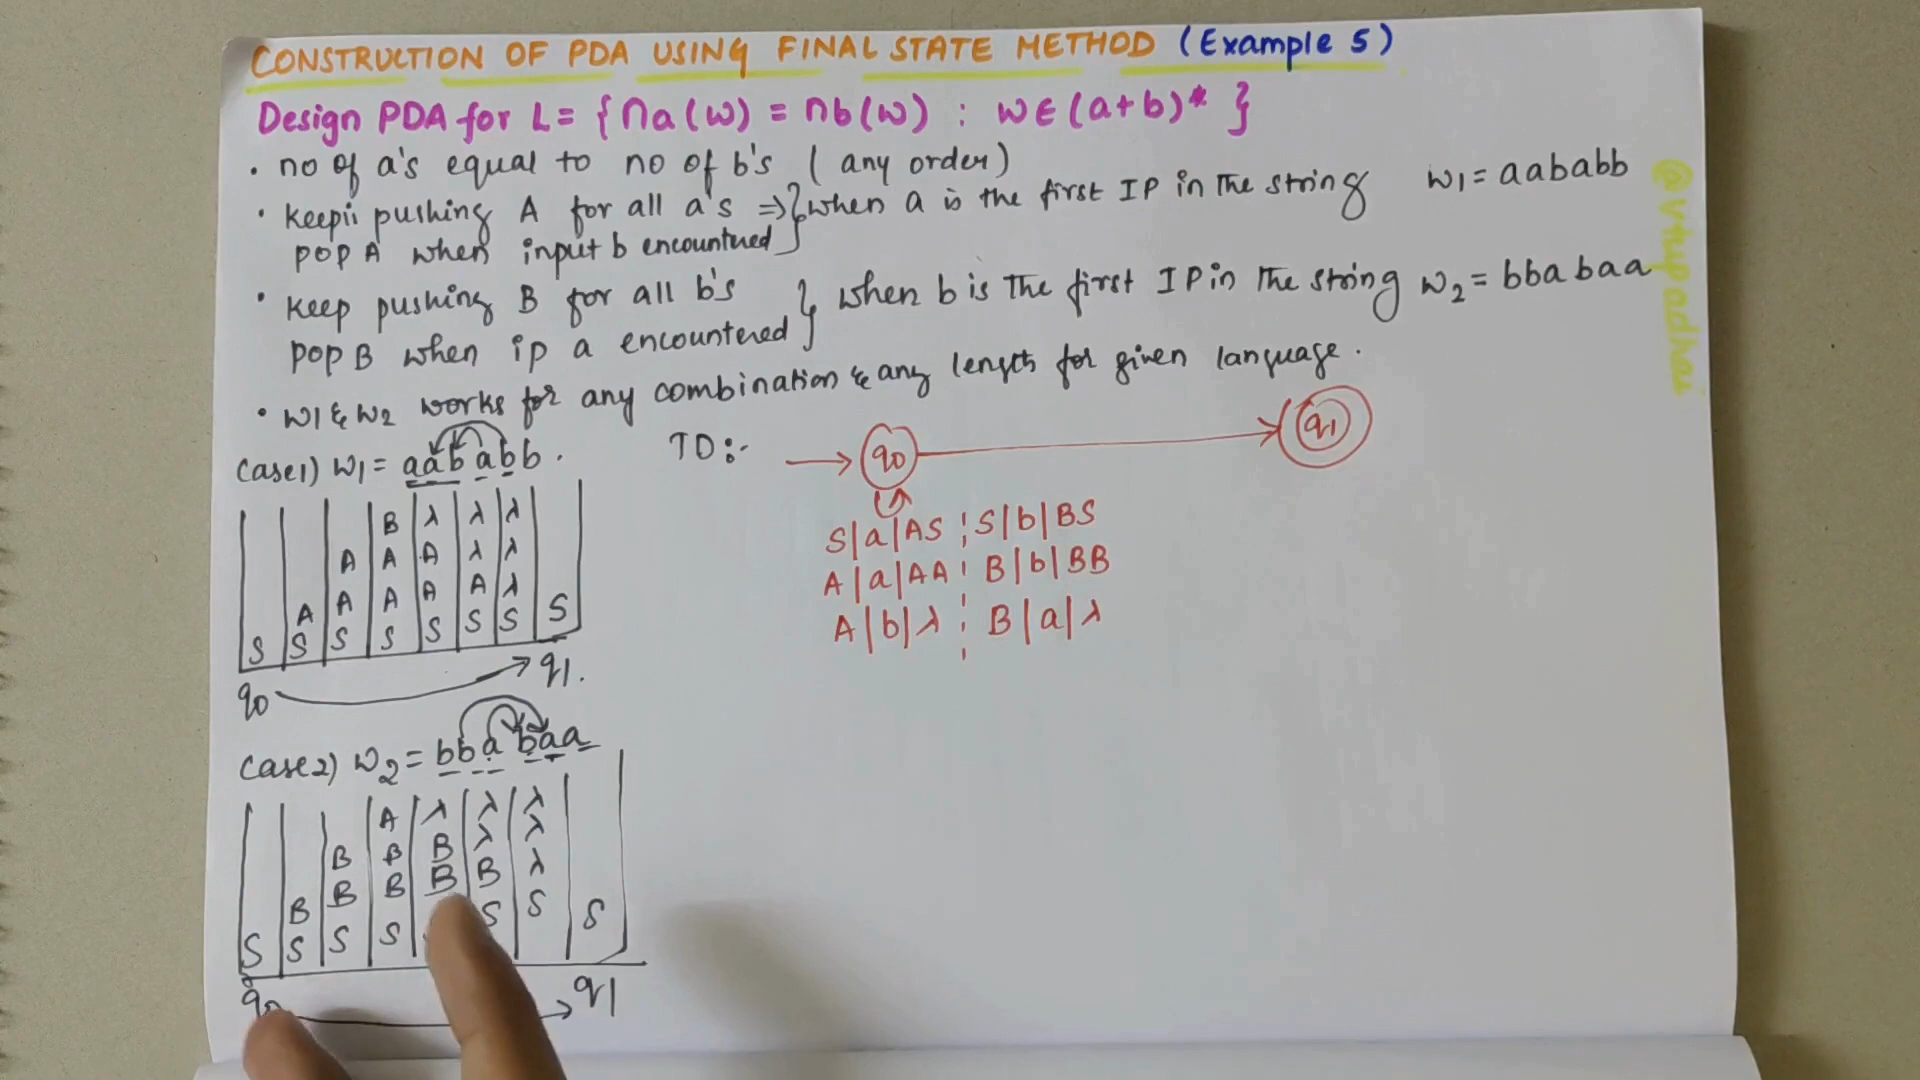 CONSTRUCTION OF PDA USING FINAL STATE METHOD (Example 5)
Design PDA for L = { na(w) = nb(w) : w ∈ (a+b)* }
• no of a's equal to no of b's ( any order)
• Keepii pushing A for all a's ⇒ } when a is the first IP in the string w1 = aababb
pop A when input b encountured
• Keep pushing B for all b's } when b is the first IP in the string w2 = bbabaa
pop B when ip a encountered
• w1 & w2 works for any combination & any length for given language.
Case1) w1 = aababb .
B λ λ λ
A A A λ λ
A A A A A λ
S S S S S S S S
q0 q1.
Case2) w2 = bbabaa
A λ λ λ
B B B λ λ
B B B B B λ
S S S S S S S
q0 q1
TD :-
q0 q1
S|a|AS ¦ S|b|BS
A|a|AA ¦ B|b|BB
A|b|λ ¦ B|a|λ
@vtupadhai